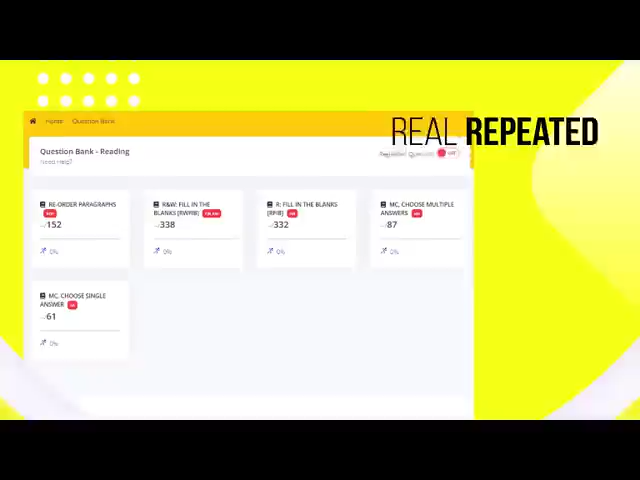 Home Question Bank
REAL REPEATED
Question Bank - Reading
Need Help?
Repeated Questions
RE-ORDER PARAGRAPHS
152
0%
R&W: FILL IN THE
BLANKS [RWFIB]
338
0%
R: FILL IN THE BLANKS
[RFIB]
332
0%
MC, CHOOSE MULTIPLE
ANSWERS
87
0%
MC, CHOOSE SINGLE
ANSWER
61
0%